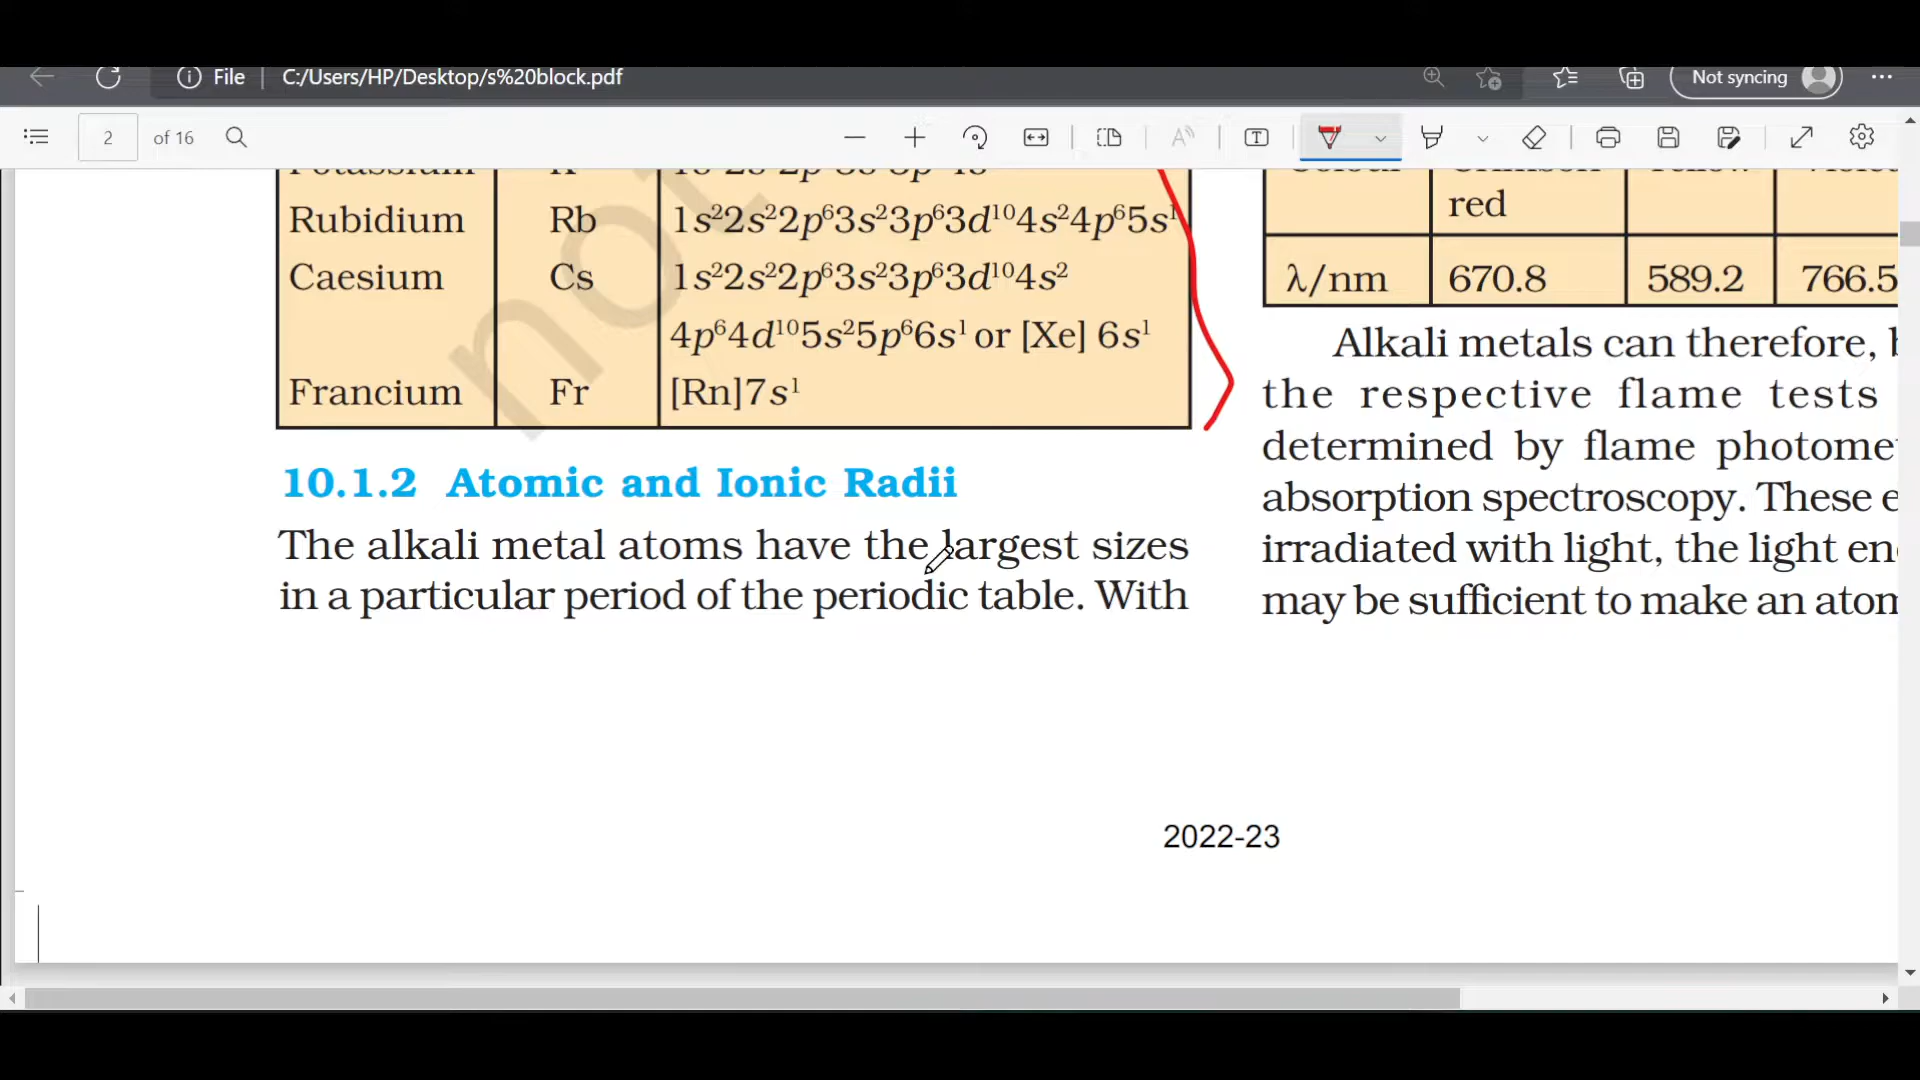 File | C:/Users/HP/Desktop/s%20block.pdf
Not syncing
2 of 16
Rubidium Rb 1s²2s²2p⁶3s²3p⁶3d¹⁰4s²4p⁶5s¹
Caesium Cs 1s²2s²2p⁶3s²3p⁶3d¹⁰4s²
4p⁶4d¹⁰5s²5p⁶6s¹ or [Xe] 6s¹
Francium Fr [Rn]7s¹
not
10.1.2 Atomic and Ionic Radii
The alkali metal atoms have the largest sizes
in a particular period of the periodic table. With
red
λ/nm 670.8 589.2 766.5
Alkali metals can therefore, b
the respective flame tests
determined by flame photome
absorption spectroscopy. These e
irradiated with light, the light en
may be sufficient to make an atom
2022-23